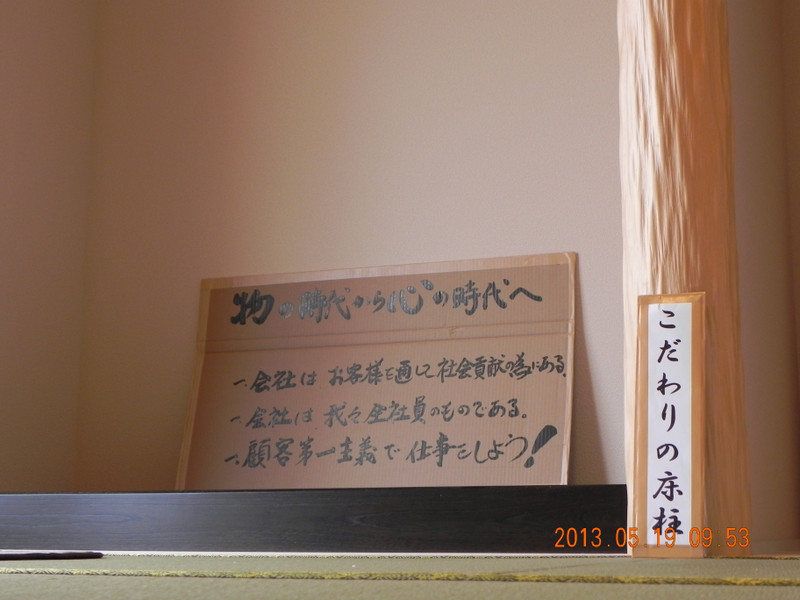 物の時代から心の時代へ
一、会社は お客様を通して社会貢献の為にある。
一、会社は 我々全社員のものである。
一、顧客第一主義で仕事をしよう!
こだわりの床柱
2013.05.19 09:53